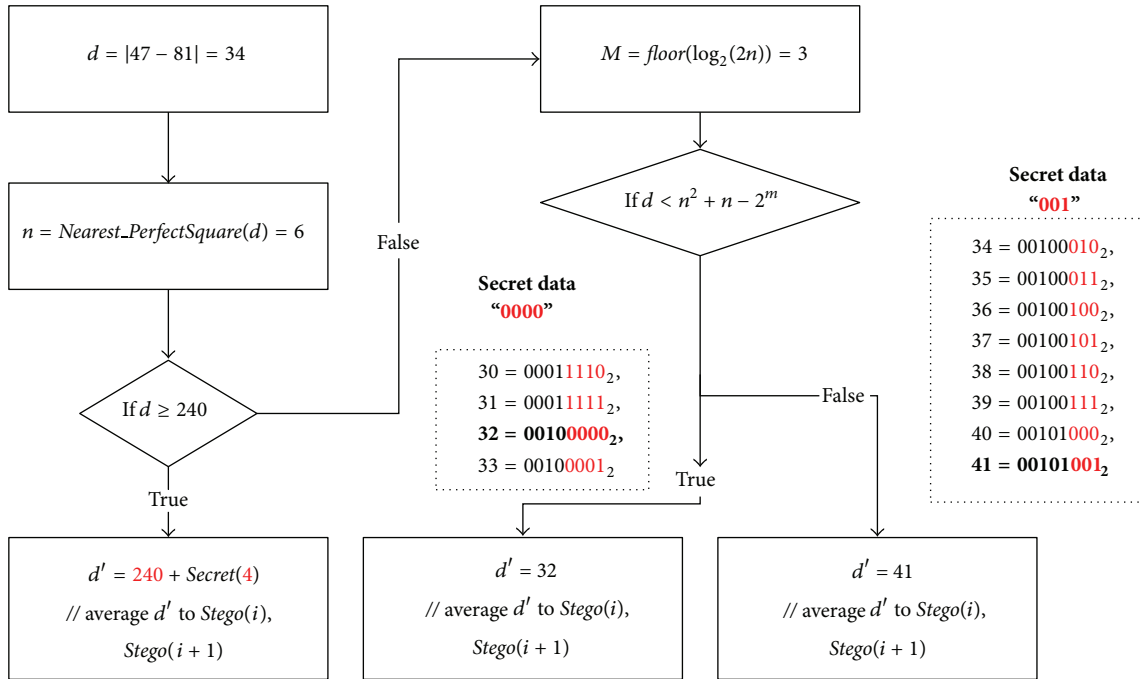 d = |47 − 81| = 34
n = Nearest_PerfectSquare(d) = 6
If d ≥ 240
True
False
d′ = 240 + Secret(4)
// average d′ to Stego(i),
Stego(i + 1)
M = floor(log₂(2n)) = 3
If d < n² + n − 2ᵐ
Secret data
“0000”
30 = 00011110₂,
31 = 00011111₂,
32 = 00100000₂,
33 = 00100001₂
True
False
d′ = 32
// average d′ to Stego(i),
Stego(i + 1)
Secret data
“001”
34 = 00100010₂,
35 = 00100011₂,
36 = 00100100₂,
37 = 00100101₂,
38 = 00100110₂,
39 = 00100111₂,
40 = 00101000₂,
41 = 00101001₂
d′ = 41
// average d′ to Stego(i),
Stego(i + 1)